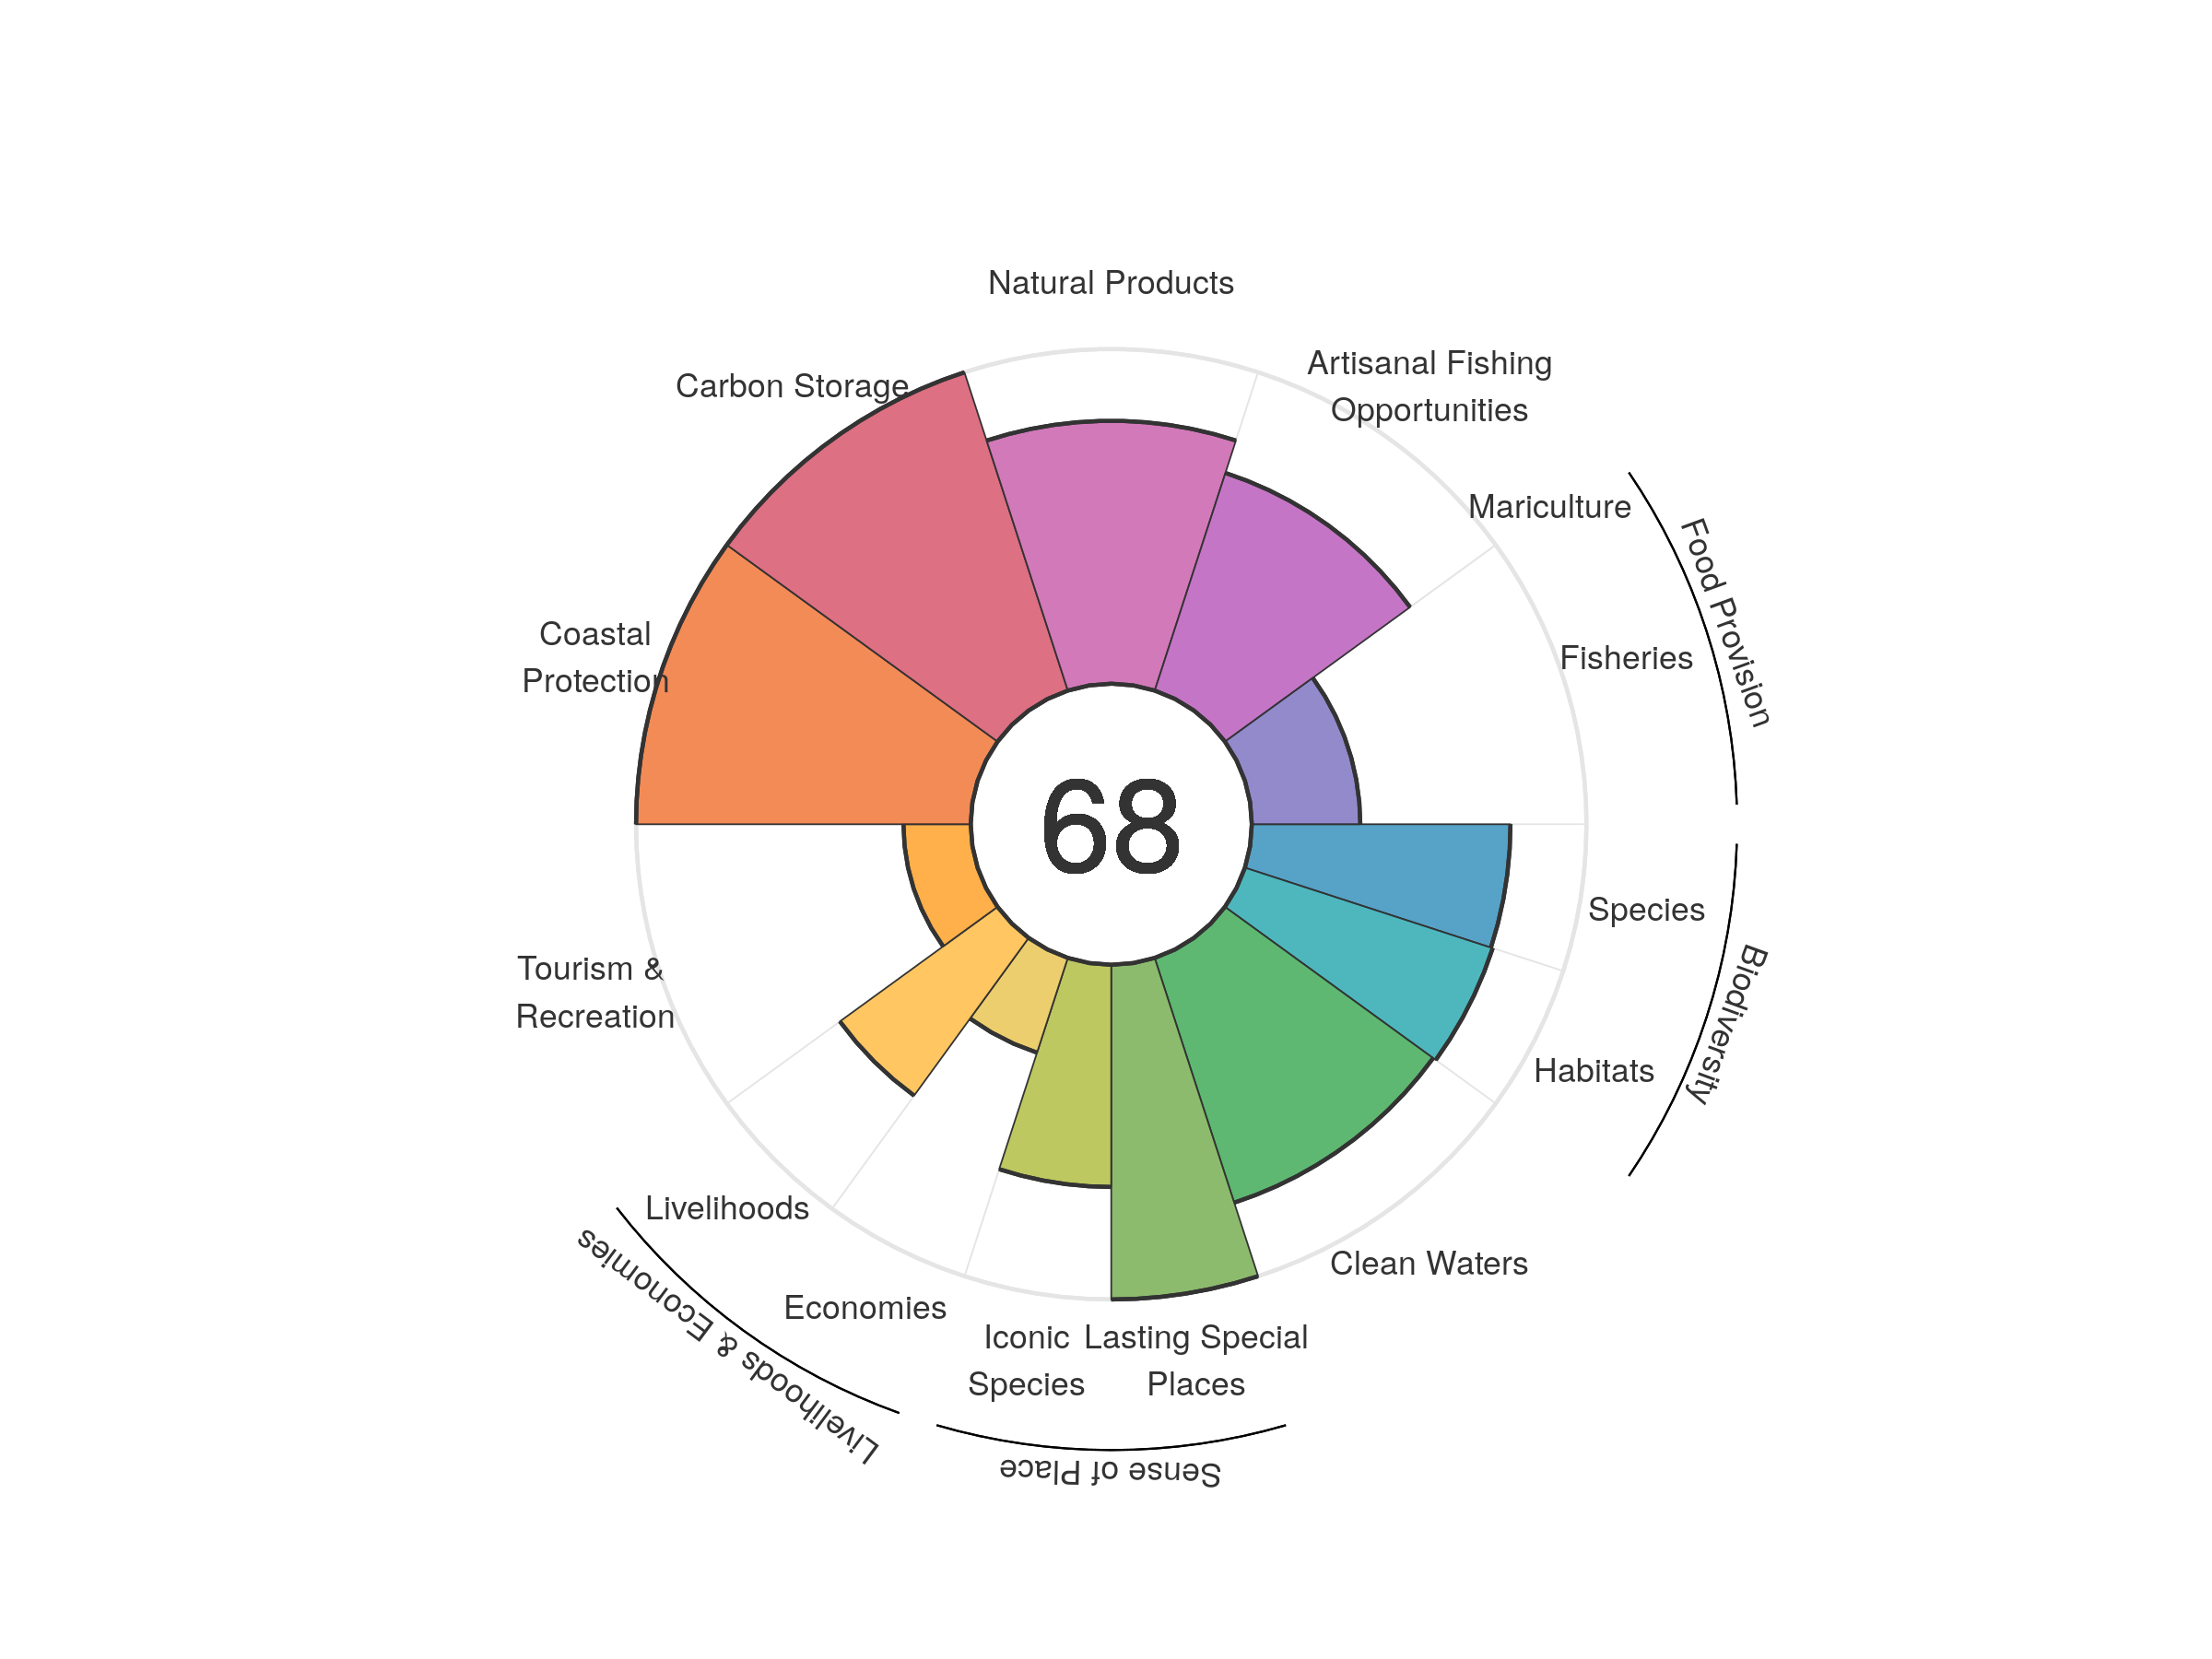 Natural Products
Artisanal Fishing
Opportunities
Carbon Storage
Mariculture
Food Provision
Fisheries
Coastal
Protection
68
Species
Biodiversity
Habitats
Tourism &
Recreation
Livelihoods
Livelihoods & Economies
Clean Waters
Economies
Iconic
Species
Lasting Special
Places
Sense of Place